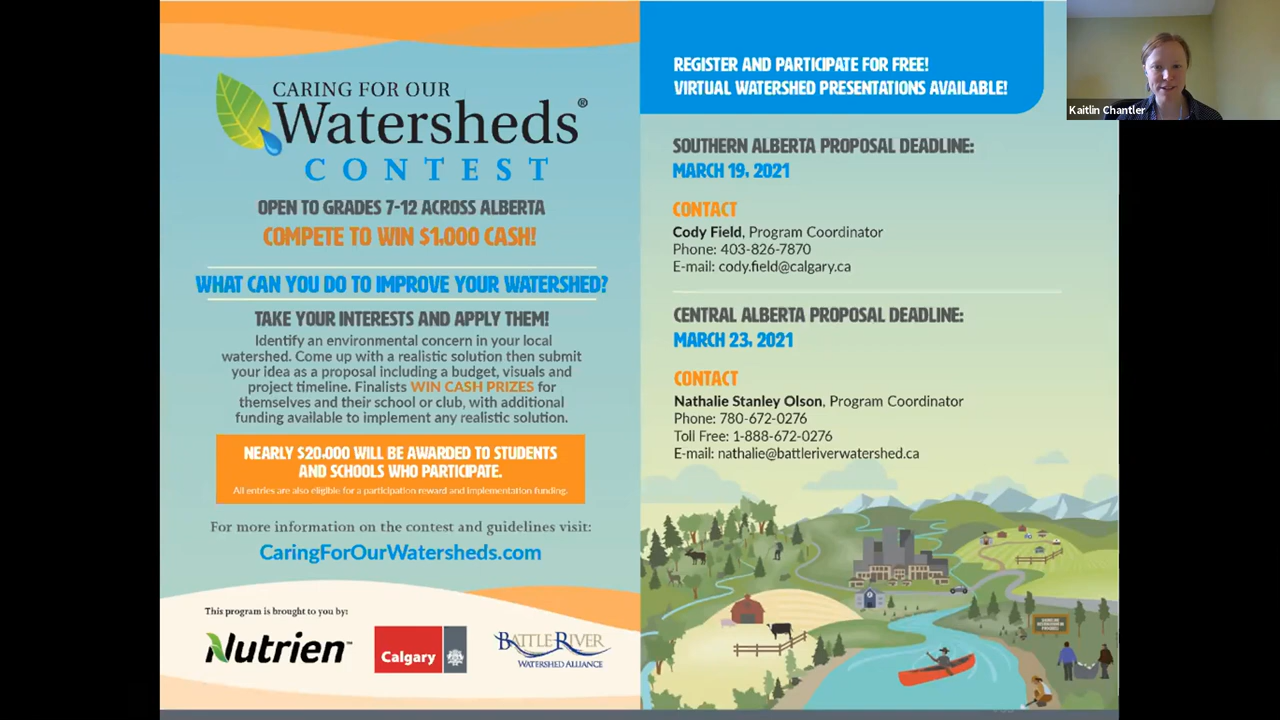 CARING FOR OUR
Watersheds®
CONTEST
OPEN TO GRADES 7-12 ACROSS ALBERTA
COMPETE TO WIN $1,000 CASH!
WHAT CAN YOU DO TO IMPROVE YOUR WATERSHED?
TAKE YOUR INTERESTS AND APPLY THEM!
Identify an environmental concern in your local
watershed. Come up with a realistic solution then submit
your idea as a proposal including a budget, visuals and
project timeline. Finalists WIN CASH PRIZES for
themselves and their school or club, with additional
funding available to implement any realistic solution.
NEARLY $20,000 WILL BE AWARDED TO STUDENTS
AND SCHOOLS WHO PARTICIPATE.
All entries are also eligible for a participation reward and implementation funding.
For more information on the contest and guidelines visit:
CaringForOurWatersheds.com
This program is brought to you by:
Nutrien™
Calgary
BATTLE RIVER
WATERSHED ALLIANCE
REGISTER AND PARTICIPATE FOR FREE!
VIRTUAL WATERSHED PRESENTATIONS AVAILABLE!
SOUTHERN ALBERTA PROPOSAL DEADLINE:
MARCH 19, 2021
CONTACT
Cody Field, Program Coordinator
Phone: 403-826-7870
E-mail: cody.field@calgary.ca
CENTRAL ALBERTA PROPOSAL DEADLINE:
MARCH 23, 2021
CONTACT
Nathalie Stanley Olson, Program Coordinator
Phone: 780-672-0276
Toll Free: 1-888-672-0276
E-mail: nathalie@battleriverwatershed.ca
Kaitlin Chantler